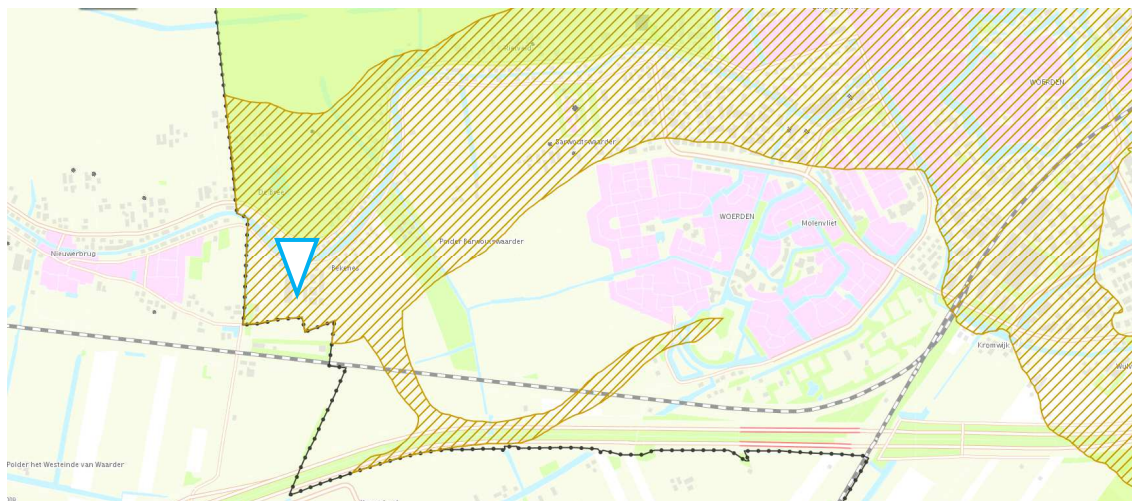 WOERDEN
Barwoutswaarder
De Bree
WOERDEN
Molenvliet
Polder Barwoutswaarder
Nieuwerbrug
Bekenes
Kromwijk
Polder het Westeinde van Waarder